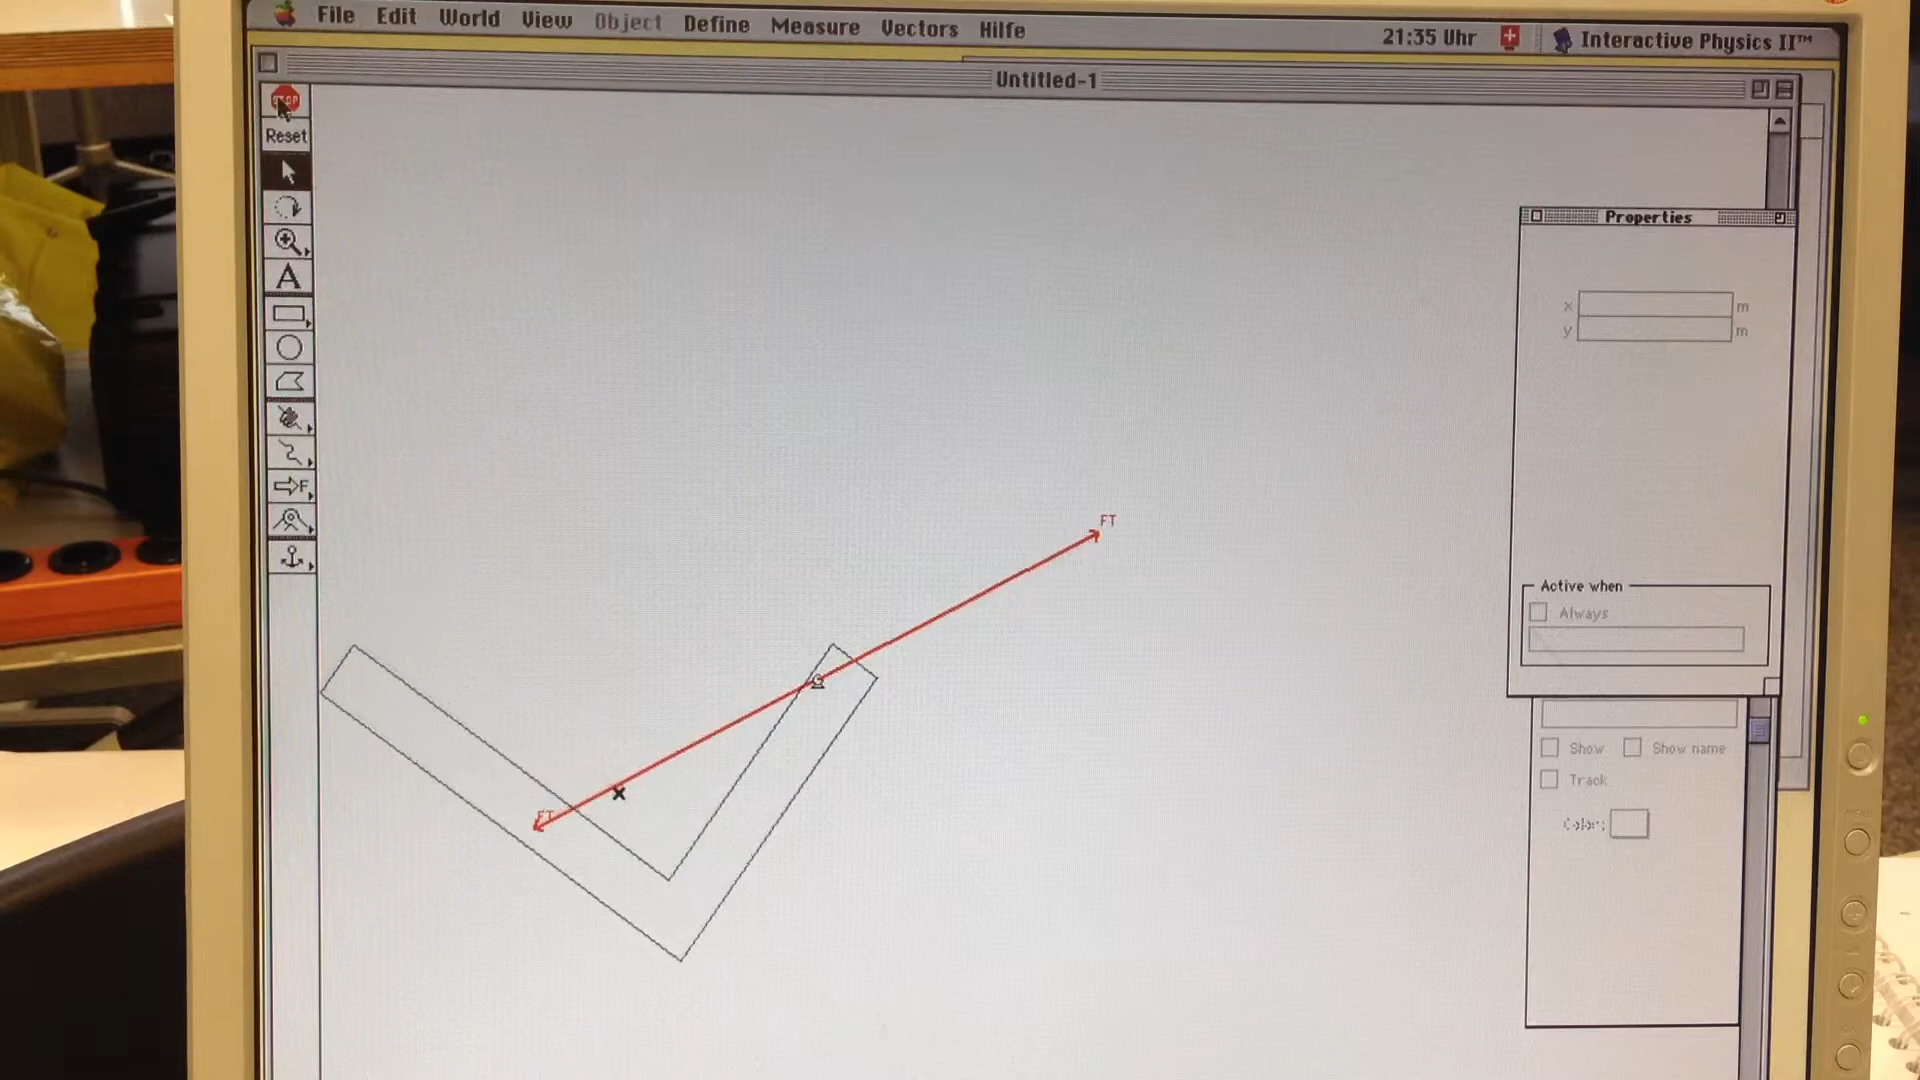 File Edit World View Object Define Measure Vectors Hilfe 21:35 Uhr Interactive Physics II™
Untitled-1
STOP
Reset
A
F
Properties
x m
y m
Active when
Always
FT
FT
Show Show name
Track
Color: